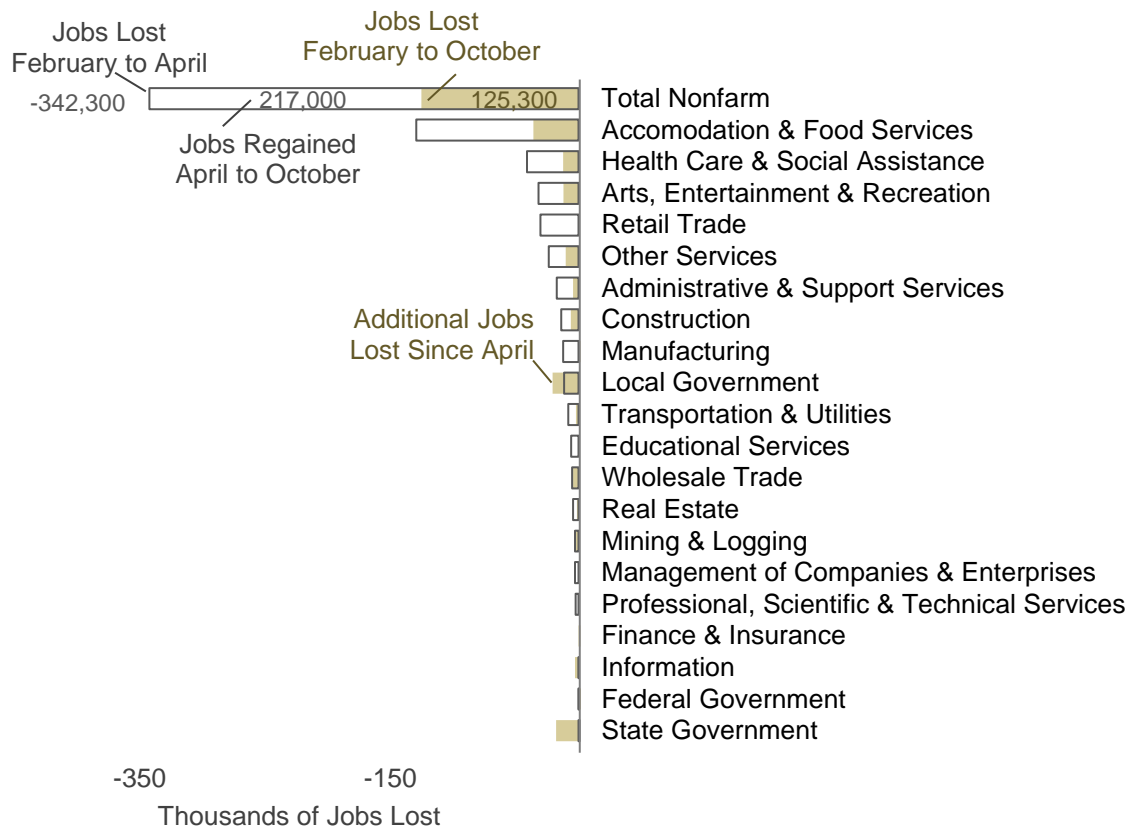 Jobs Lost
February to April
Jobs Lost
February to October
-342,300
217,000
125,300
Total Nonfarm
Jobs Regained
April to October
Accomodation & Food Services
Health Care & Social Assistance
Arts, Entertainment & Recreation
Retail Trade
Other Services
Administrative & Support Services
Additional Jobs
Lost Since April
Construction
Manufacturing
Local Government
Transportation & Utilities
Educational Services
Wholesale Trade
Real Estate
Mining & Logging
Management of Companies & Enterprises
Professional, Scientific & Technical Services
Finance & Insurance
Information
Federal Government
State Government
-350
-150
Thousands of Jobs Lost